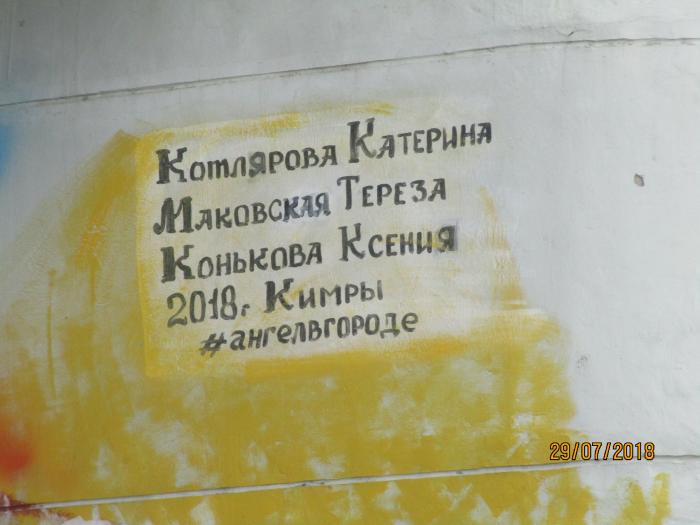 Котлярова Катерина
Маковская Тереза
Конькова Ксения
2018г Кимры
#ангелвгороде
29/07/2018